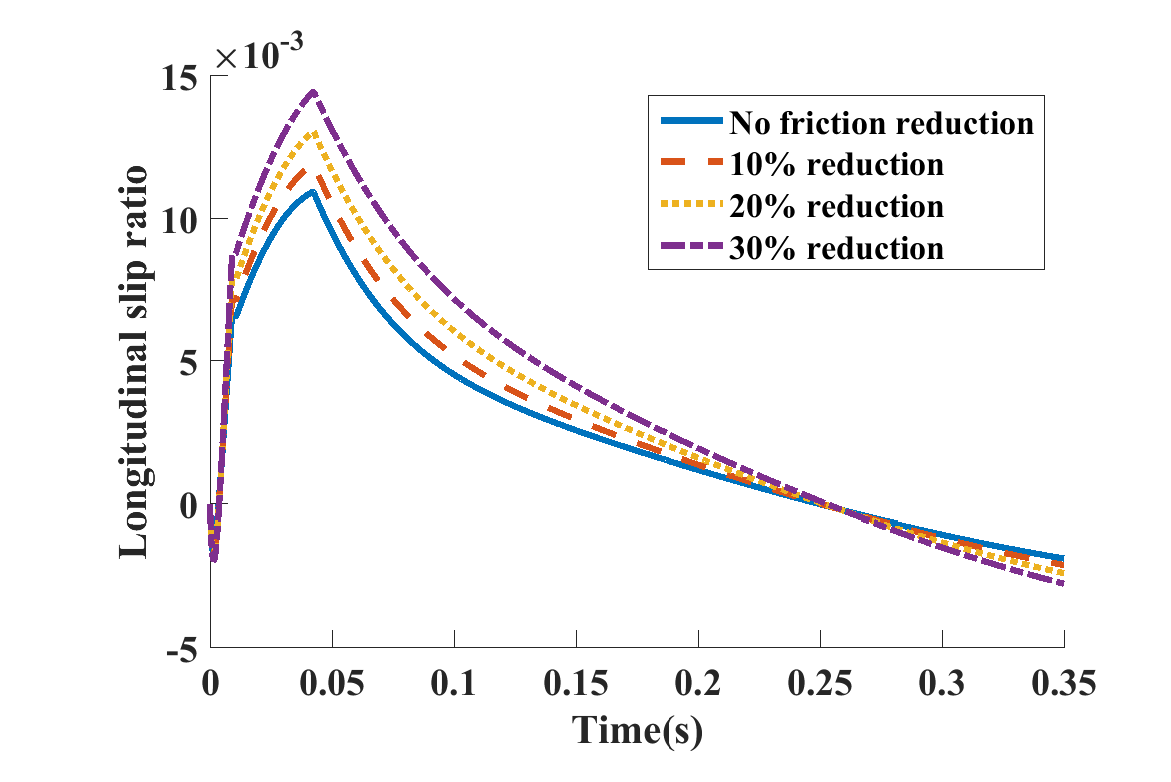 ×10-3
15
10
5
0
-5
Longitudinal slip ratio
No friction reduction
10% reduction
20% reduction
30% reduction
0 0.05 0.1 0.15 0.2 0.25 0.3 0.35
Time(s)